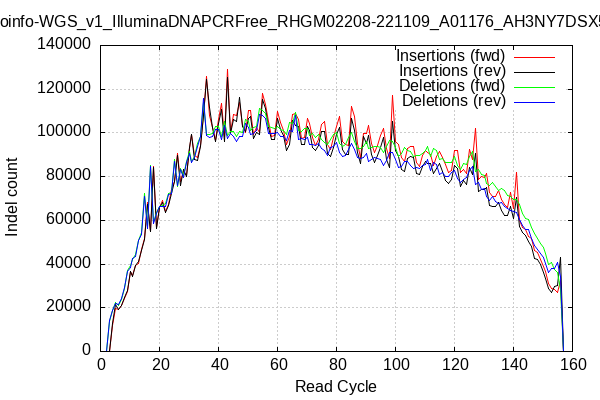 oinfo-WGS_v1_IlluminaDNAPCRFree_RHGM02208-221109_A01176_AH3NY7DSX5
140000
120000
100000
80000
60000
40000
20000
0
Indel count
Insertions (fwd)
Insertions (rev)
Deletions (fwd)
Deletions (rev)
0 20 40 60 80 100 120 140 160
Read Cycle